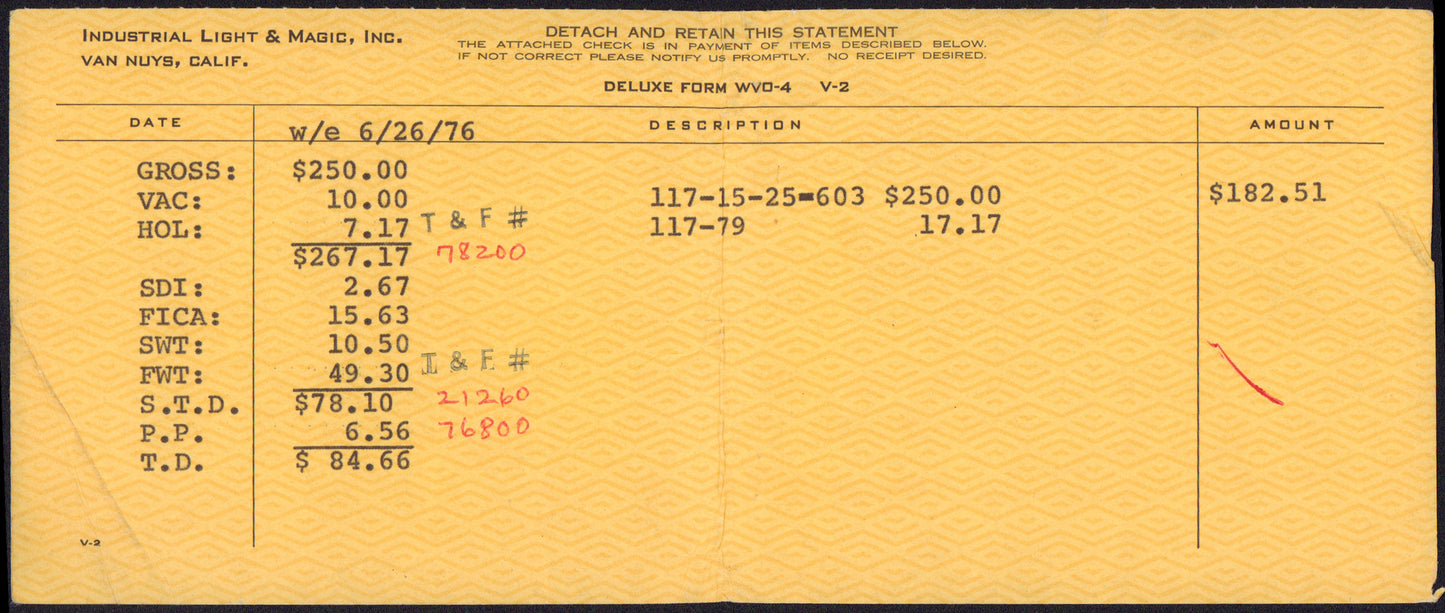 INDUSTRIAL LIGHT & MAGIC, INC.
VAN NUYS, CALIF.
DETACH AND RETAIN THIS STATEMENT
THE ATTACHED CHECK IS IN PAYMENT OF ITEMS DESCRIBED BELOW.
IF NOT CORRECT PLEASE NOTIFY US PROMPTLY. NO RECEIPT DESIRED.
DELUXE FORM WVO-4 V-2
DATE w/e 6/26/76 DESCRIPTION AMOUNT
GROSS: $250.00
VAC: 10.00 117-15-25-603 $250.00 $182.51
HOL: 7.17 T & F # 117-79 17.17
$267.17 78200
SDI: 2.67
FICA: 15.63
SWT: 10.50
FWT: 49.30 T & F #
S.T.D. $78.10 21260
P.P. 6.56 76800
T.D. $ 84.66
V-2